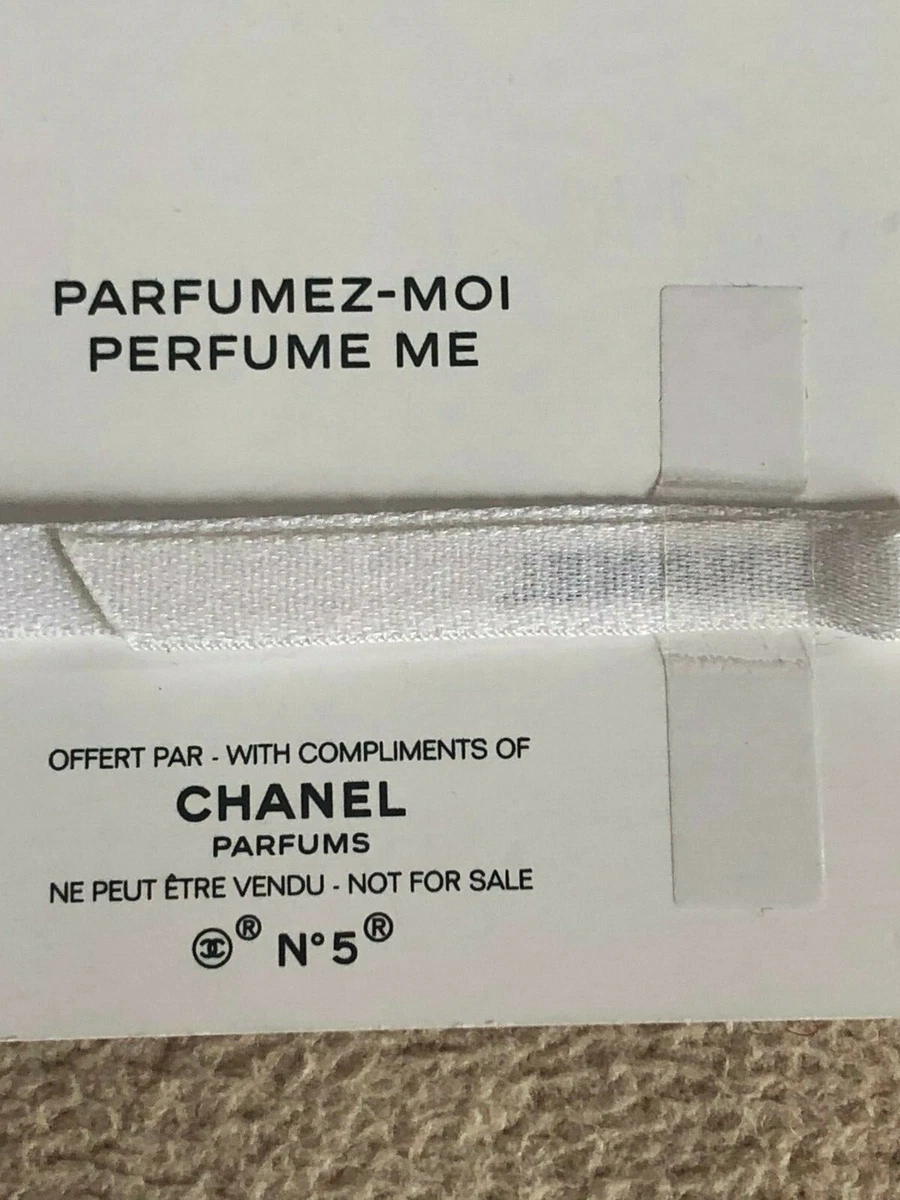 PARFUMEZ-MOI
PERFUME ME
OFFERT PAR - WITH COMPLIMENTS OF
CHANEL
PARFUMS
NE PEUT ÊTRE VENDU - NOT FOR SALE
® N°5®